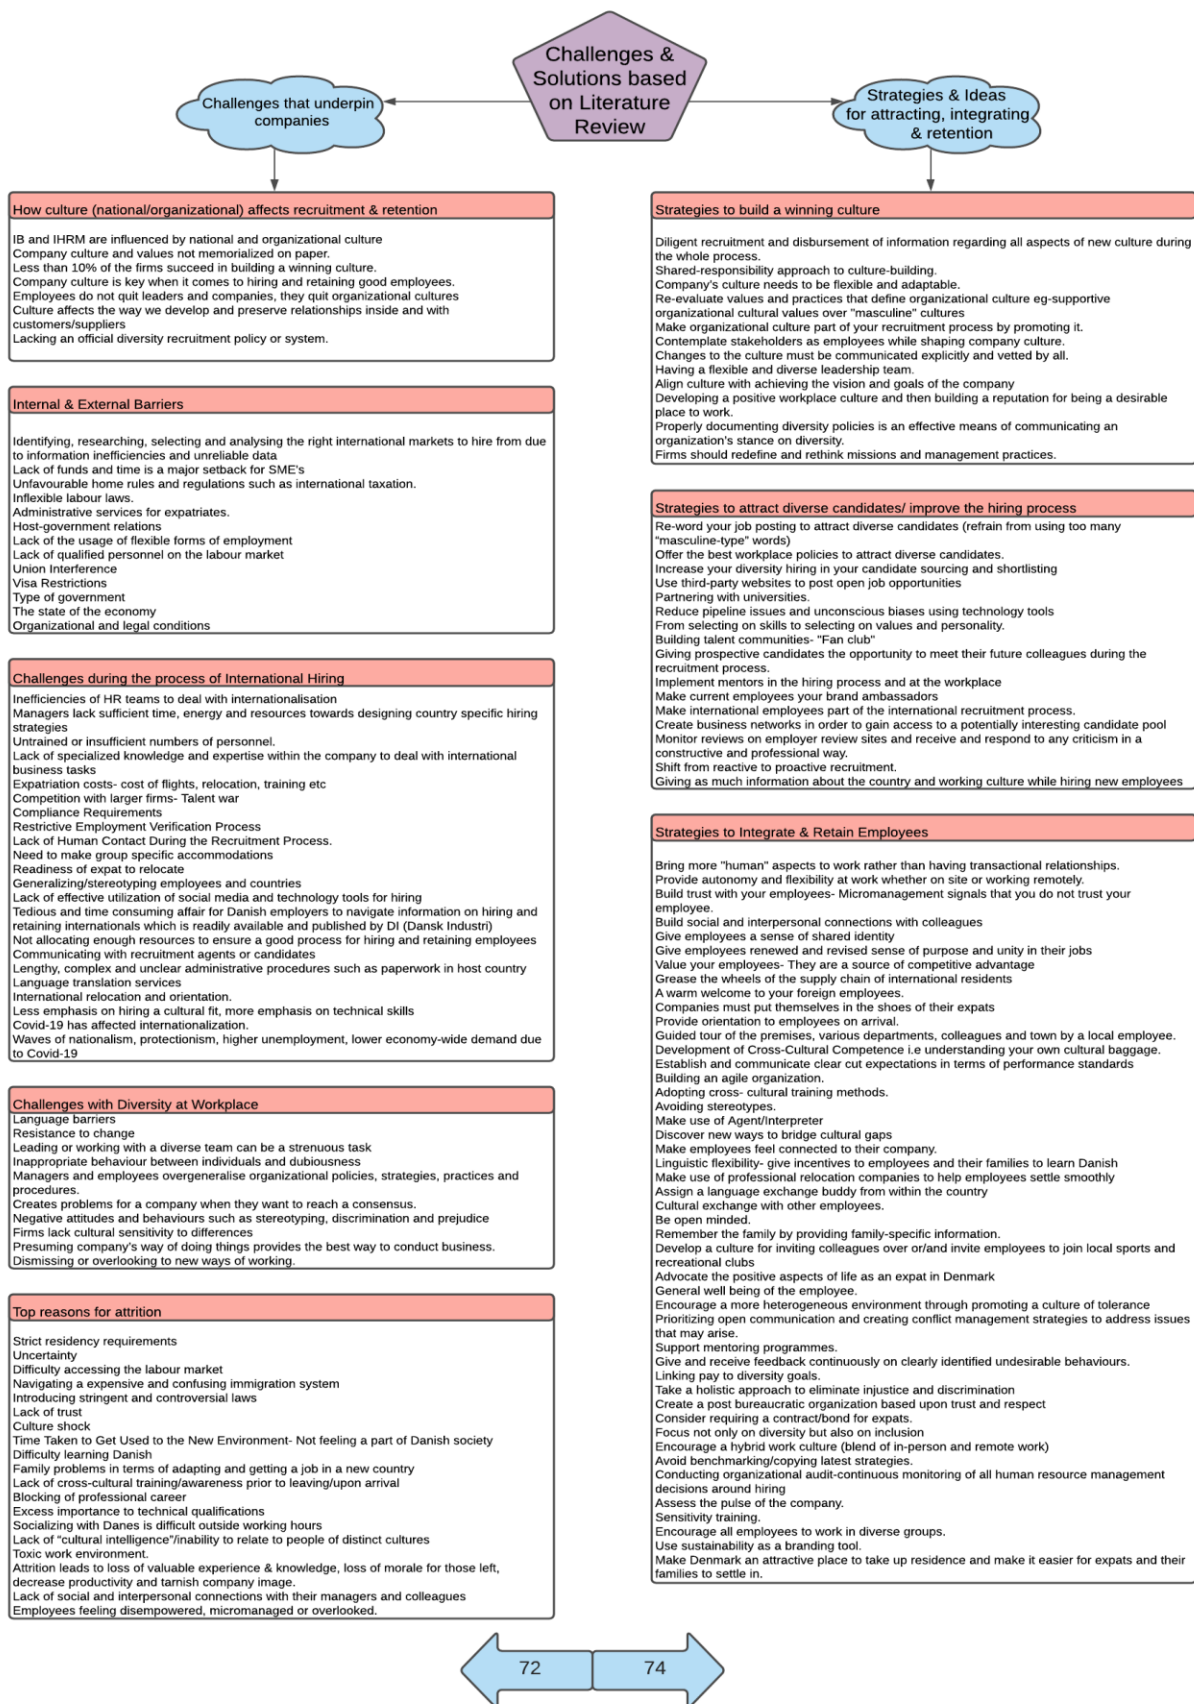 Challenges &
Solutions based
on Literature
Review
Challenges that underpin
companies
Strategies & Ideas
for attracting, integrating
& retention
How culture (national/organizational) affects recruitment & retention
IB and IHRM are influenced by national and organizational culture
Company culture and values not memorialized on paper.
Less than 10% of the firms succeed in building a winning culture.
Company culture is key when it comes to hiring and retaining good employees.
Employees do not quit leaders and companies, they quit organizational cultures
Culture affects the way we develop and preserve relationships inside and with
customers/suppliers
Lacking an official diversity recruitment policy or system.
Internal & External Barriers
Identifying, researching, selecting and analysing the right international markets to hire from due
to information inefficiencies and unreliable data
Lack of funds and time is a major setback for SME's
Unfavourable home rules and regulations such as international taxation.
Inflexible labour laws.
Administrative services for expatriates.
Host-government relations
Lack of the usage of flexible forms of employment
Lack of qualified personnel on the labour market
Union Interference
Visa Restrictions
Type of government
The state of the economy
Organizational and legal conditions
Challenges during the process of International Hiring
Inefficiencies of HR teams to deal with internationalisation
Managers lack sufficient time, energy and resources towards designing country specific hiring
strategies
Untrained or insufficient numbers of personnel.
Lack of specialized knowledge and expertise within the company to deal with international
business tasks
Expatriation costs- cost of flights, relocation, training etc
Competition with larger firms- Talent war
Compliance Requirements
Restrictive Employment Verification Process
Lack of Human Contact During the Recruitment Process.
Need to make group specific accommodations
Readiness of expat to relocate
Generalizing/stereotyping employees and countries
Lack of effective utilization of social media and technology tools for hiring
Tedious and time consuming affair for Danish employers to navigate information on hiring and
retaining internationals which is readily available and published by DI (Dansk Industri)
Not allocating enough resources to ensure a good process for hiring and retaining employees
Communicating with recruitment agents or candidates
Lengthy, complex and unclear administrative procedures such as paperwork in host country
Language translation services
International relocation and orientation.
Less emphasis on hiring a cultural fit, more emphasis on technical skills
Covid-19 has affected internationalization.
Waves of nationalism, protectionism, higher unemployment, lower economy-wide demand due
to Covid-19
Challenges with Diversity at Workplace
Language barriers
Resistance to change
Leading or working with a diverse team can be a strenuous task
Inappropriate behaviour between individuals and dubiousness
Managers and employees overgeneralise organizational policies, strategies, practices and
procedures.
Creates problems for a company when they want to reach a consensus.
Negative attitudes and behaviours such as stereotyping, discrimination and prejudice
Firms lack cultural sensitivity to differences
Presuming company's way of doing things provides the best way to conduct business.
Dismissing or overlooking to new ways of working.
Top reasons for attrition
Strict residency requirements
Uncertainty
Difficulty accessing the labour market
Navigating a expensive and confusing immigration system
Introducing stringent and controversial laws
Lack of trust
Culture shock
Time Taken to Get Used to the New Environment- Not feeling a part of Danish society
Difficulty learning Danish
Family problems in terms of adapting and getting a job in a new country
Lack of cross-cultural training/awareness prior to leaving/upon arrival
Blocking of professional career
Excess importance to technical qualifications
Socializing with Danes is difficult outside working hours
Lack of "cultural intelligence"/inability to relate to people of distinct cultures
Toxic work environment.
Attrition leads to loss of valuable experience & knowledge, loss of morale for those left,
decrease productivity and tarnish company image.
Lack of social and interpersonal connections with their managers and colleagues
Employees feeling disempowered, micromanaged or overlooked.
Strategies to build a winning culture
Diligent recruitment and disbursement of information regarding all aspects of new culture during
the whole process.
Shared-responsibility approach to culture-building.
Company's culture needs to be flexible and adaptable.
Re-evaluate values and practices that define organizational culture eg-supportive
organizational cultural values over "masculine" cultures
Make organizational culture part of your recruitment process by promoting it.
Contemplate stakeholders as employees while shaping company culture.
Changes to the culture must be communicated explicitly and vetted by all.
Having a flexible and diverse leadership team.
Align culture with achieving the vision and goals of the company
Developing a positive workplace culture and then building a reputation for being a desirable
place to work.
Properly documenting diversity policies is an effective means of communicating an
organization's stance on diversity.
Firms should redefine and rethink missions and management practices.
Strategies to attract diverse candidates/ improve the hiring process
Re-word your job posting to attract diverse candidates (refrain from using too many
"masculine-type" words)
Offer the best workplace policies to attract diverse candidates.
Increase your diversity hiring in your candidate sourcing and shortlisting
Use third-party websites to post open job opportunities
Partnering with universities.
Reduce pipeline issues and unconscious biases using technology tools
From selecting on skills to selecting on values and personality.
Building talent communities- "Fan club"
Giving prospective candidates the opportunity to meet their future colleagues during the
recruitment process.
Implement mentors in the hiring process and at the workplace
Make current employees your brand ambassadors
Make international employees part of the international recruitment process.
Create business networks in order to gain access to a potentially interesting candidate pool
Monitor reviews on employer review sites and receive and respond to any criticism in a
constructive and professional way.
Shift from reactive to proactive recruitment.
Giving as much information about the country and working culture while hiring new employees
Strategies to Integrate & Retain Employees
Bring more "human" aspects to work rather than having transactional relationships.
Provide autonomy and flexibility at work whether on site or working remotely.
Build trust with your employees- Micromanagement signals that you do not trust your
employee.
Build social and interpersonal connections with colleagues
Give employees a sense of shared identity
Give employees renewed and revised sense of purpose and unity in their jobs
Value your employees- They are a source of competitive advantage
Grease the wheels of the supply chain of international residents
A warm welcome to your foreign employees.
Companies must put themselves in the shoes of their expats
Provide orientation to employees on arrival.
Guided tour of the premises, various departments, colleagues and town by a local employee.
Development of Cross-Cultural Competence i.e understanding your own cultural baggage.
Establish and communicate clear cut expectations in terms of performance standards
Building an agile organization.
Adopting cross- cultural training methods.
Avoiding stereotypes.
Make use of Agent/Interpreter
Discover new ways to bridge cultural gaps
Make employees feel connected to their company.
Linguistic flexibility- give incentives to employees and their families to learn Danish
Make use of professional relocation companies to help employees settle smoothly
Assign a language exchange buddy from within the country
Cultural exchange with other employees.
Be open minded.
Remember the family by providing family-specific information.
Develop a culture for inviting colleagues over or/and invite employees to join local sports and
recreational clubs
Advocate the positive aspects of life as an expat in Denmark
General well being of the employee.
Encourage a more heterogeneous environment through promoting a culture of tolerance
Prioritizing open communication and creating conflict management strategies to address issues
that may arise.
Support mentoring programmes.
Give and receive feedback continuously on clearly identified undesirable behaviours.
Linking pay to diversity goals.
Take a holistic approach to eliminate injustice and discrimination
Create a post bureaucratic organization based upon trust and respect
Consider requiring a contract/bond for expats.
Focus not only on diversity but also on inclusion
Encourage a hybrid work culture (blend of in-person and remote work)
Avoid benchmarking/copying latest strategies.
Conducting organizational audit-continuous monitoring of all human resource management
decisions around hiring
Assess the pulse of the company.
Sensitivity training.
Encourage all employees to work in diverse groups.
Use sustainability as a branding tool.
Make Denmark an attractive place to take up residence and make it easier for expats and their
families to settle in.
72
74